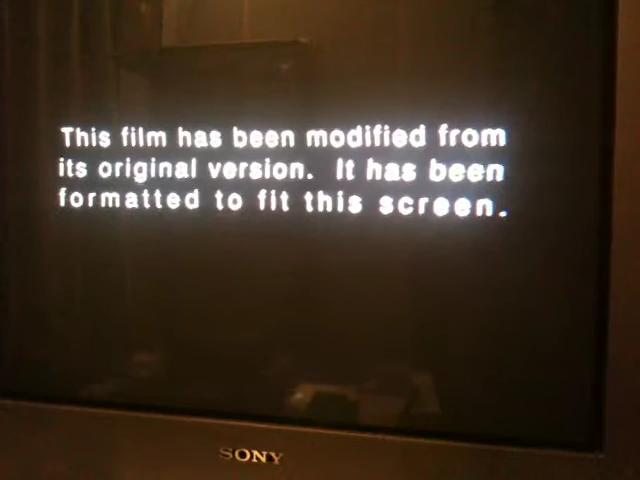 This film has been modified from
its original version. It has been
formatted to fit this screen.
SONY